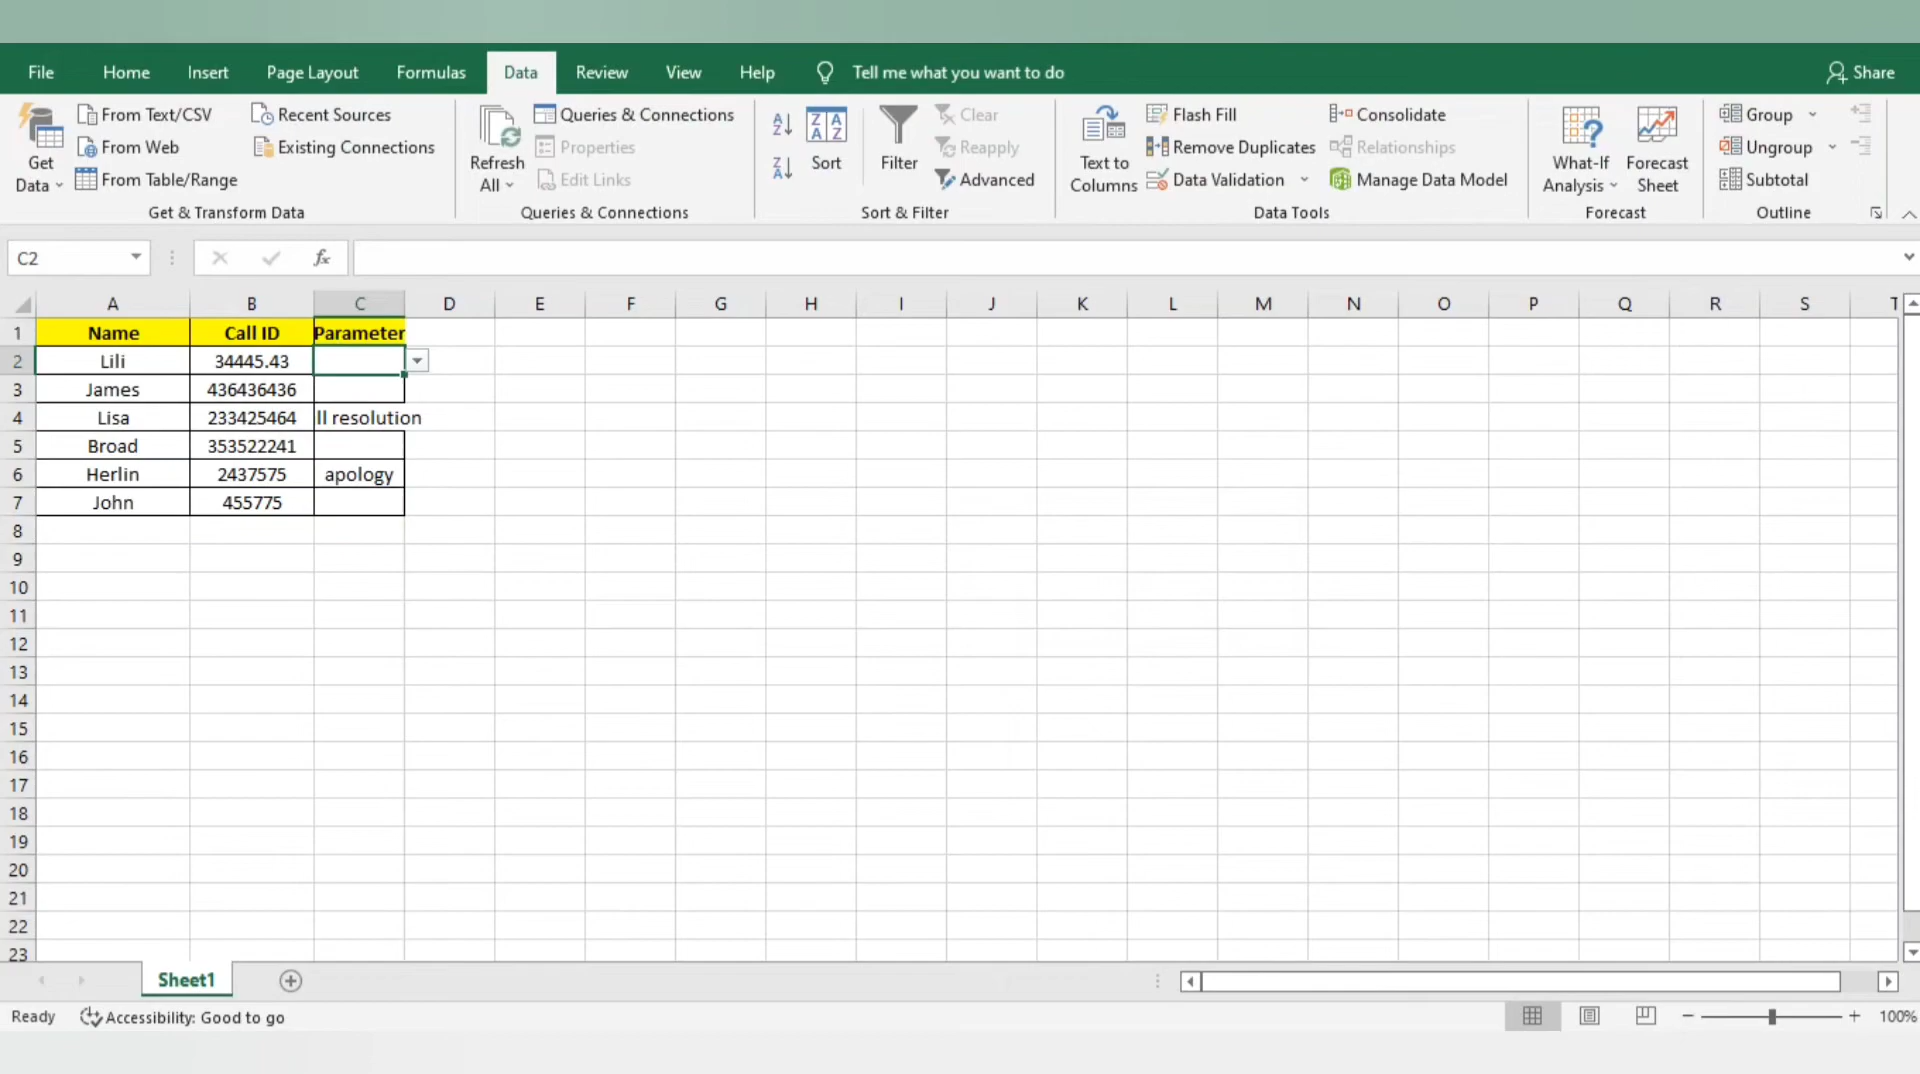 File Home Insert Page Layout Formulas Data Review View Help Tell me what you want to do Share
From Text/CSV Recent Sources Queries & Connections Clear Flash Fill Consolidate Group
From Web Existing Connections Properties Reapply Remove Duplicates Relationships Ungroup
Get Data From Table/Range Refresh All Edit Links Sort Filter Advanced Text to Columns Data Validation Manage Data Model What-If Analysis Forecast Sheet Subtotal
Get & Transform Data Queries & Connections Sort & Filter Data Tools Forecast Outline
C2 fx
A B C D E F G H I J K L M N O P Q R S T
1 Name Call ID Parameter
2 Lili 34445.43
3 James 436436436
4 Lisa 233425464 ll resolution
5 Broad 353522241
6 Herlin 2437575 apology
7 John 455775
8
9
10
11
12
13
14
15
16
17
18
19
20
21
22
23
Sheet1
Ready Accessibility: Good to go 100%